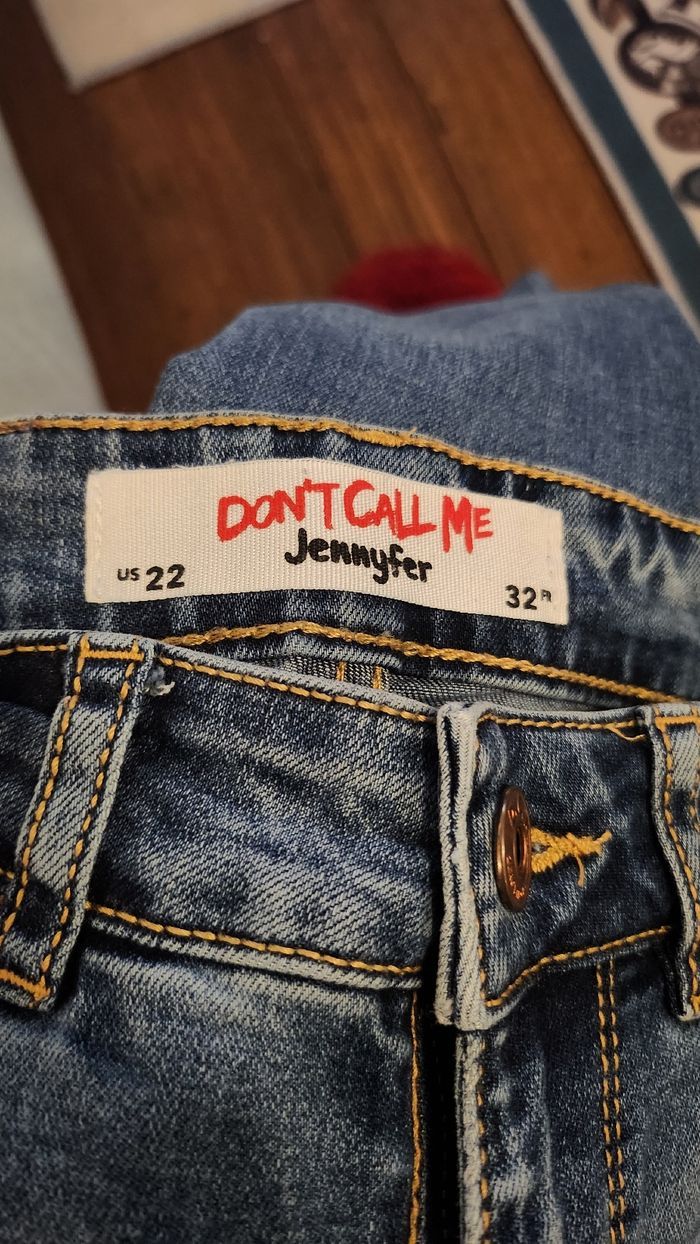 DON'T CALL ME
Jennyfer
US 22
32 FR